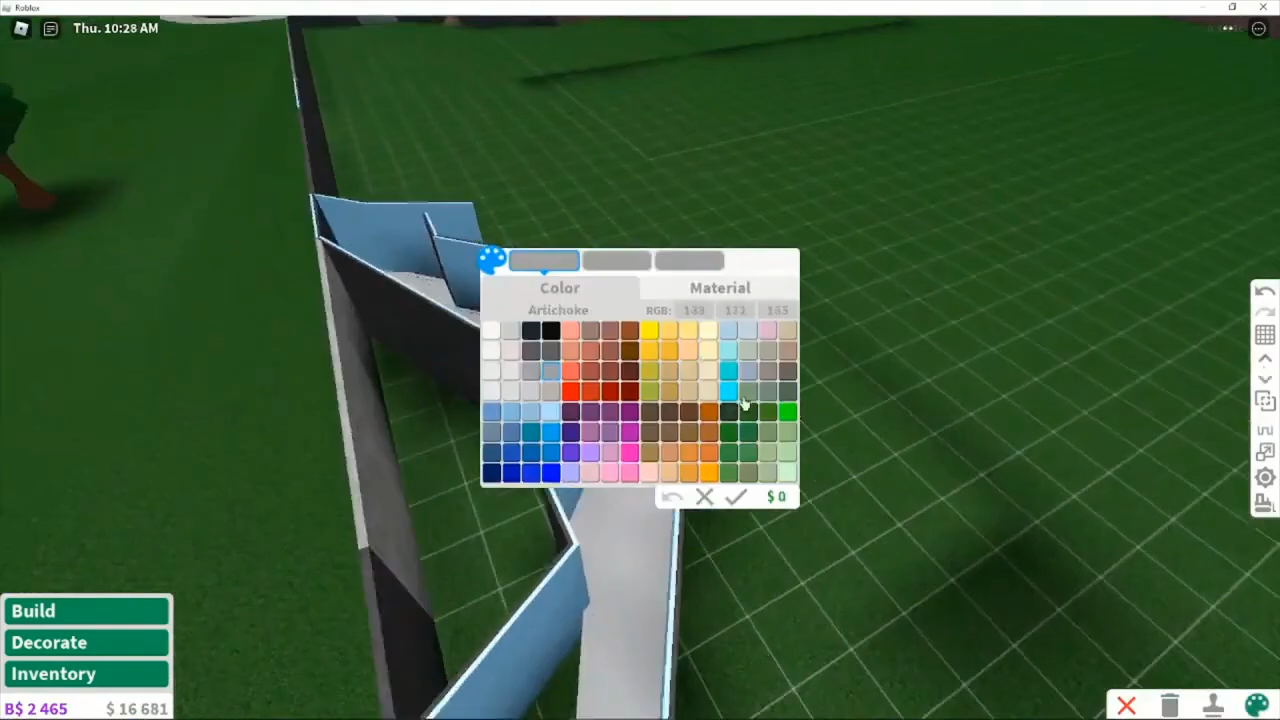 Roblox
Thu. 10:28 AM
Color
Material
Artichoke
RGB:
$ 0
Build
Decorate
Inventory
B$ 2 465
$ 16 681